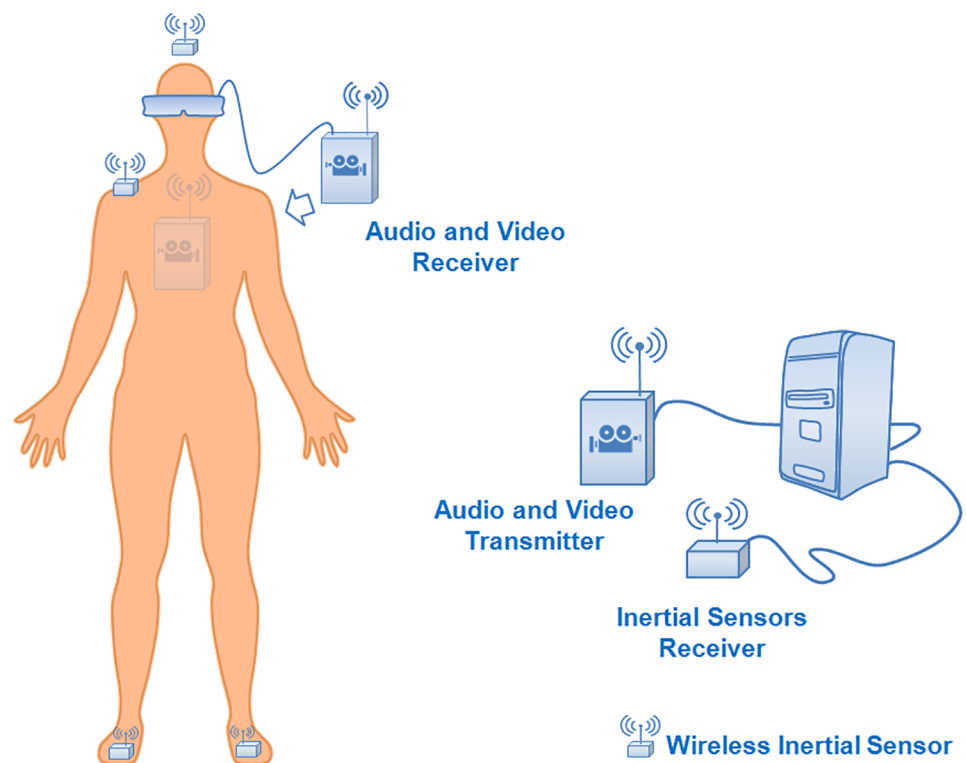 Audio and Video
Receiver
Audio and Video
Transmitter
Inertial Sensors
Receiver
Wireless Inertial Sensor